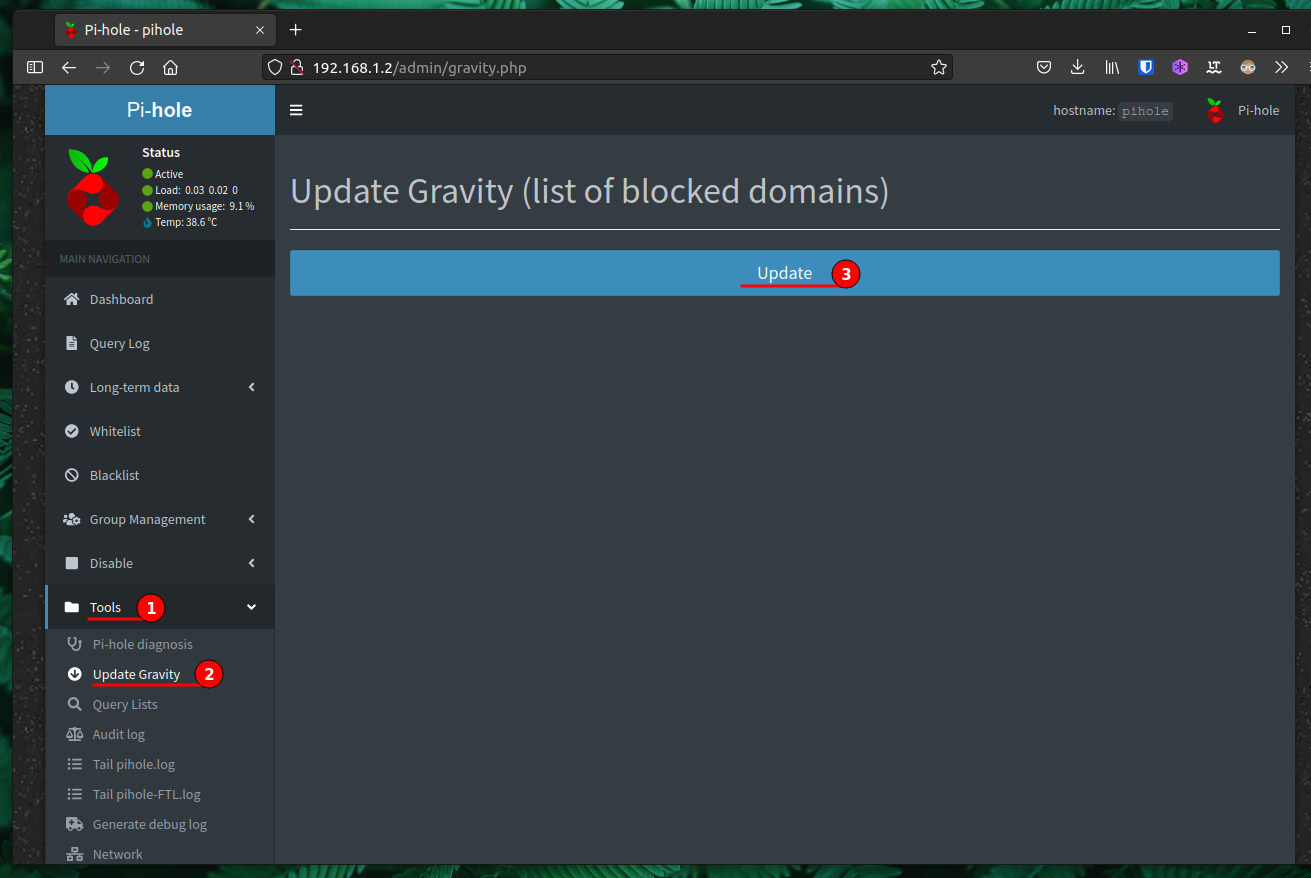 Pi-hole - pihole
192.168.1.2/admin/gravity.php
Pi-hole
hostname: pihole
Pi-hole
Status
Active
Load: 0.03 0.02 0
Memory usage: 9.1 %
Temp: 38.6 °C
MAIN NAVIGATION
Dashboard
Query Log
Long-term data
Whitelist
Blacklist
Group Management
Disable
Tools 1
Pi-hole diagnosis
Update Gravity 2
Query Lists
Audit log
Tail pihole.log
Tail pihole-FTL.log
Generate debug log
Network
Update Gravity (list of blocked domains)
Update 3